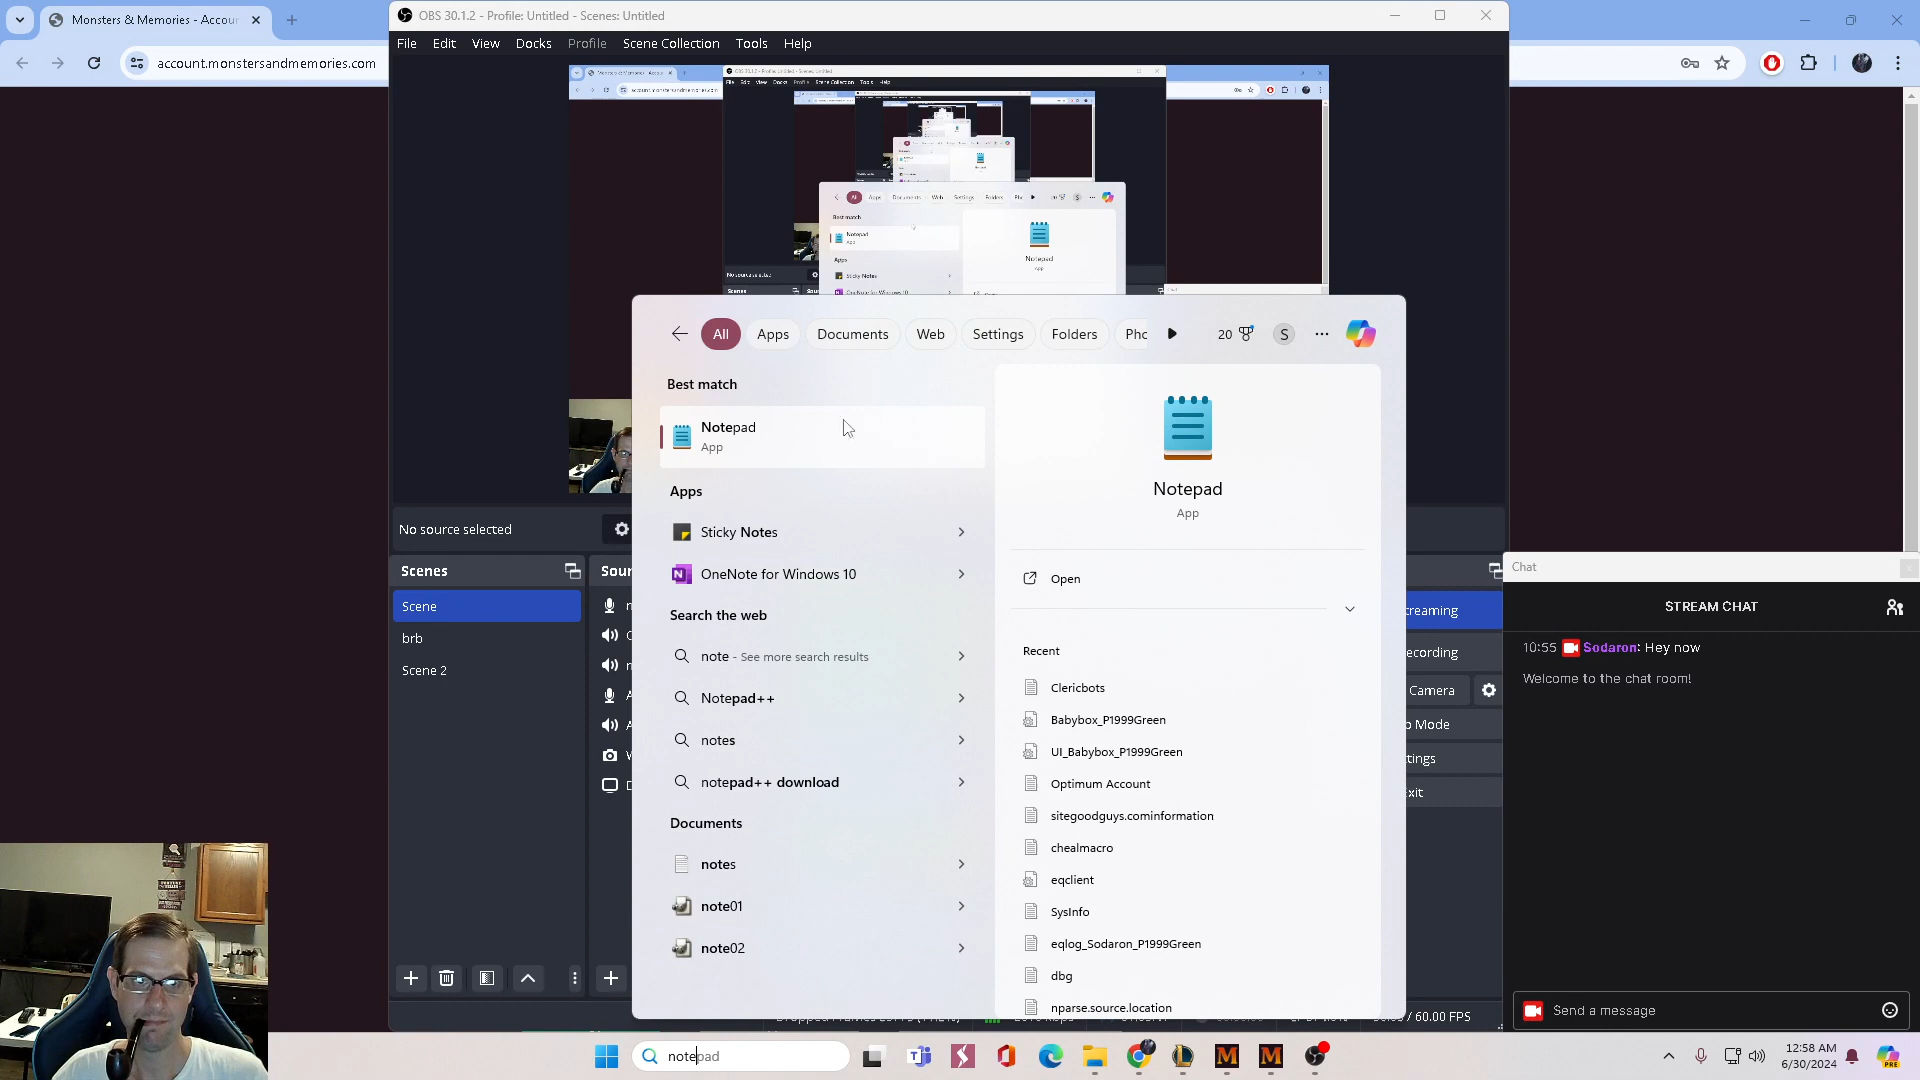 Monsters & Memories - Accour
account.monstersandmemories.com
OBS 30.1.2 - Profile: Untitled - Scenes: Untitled
File Edit View Docks Profile Scene Collection Tools Help
All Apps Documents Web Settings Folders Pho
20
S
Best match
Notepad
App
Apps
Sticky Notes
OneNote for Windows 10
Search the web
note - See more search results
Notepad++
notes
notepad++ download
Documents
notes
note01
note02
Notepad
App
Open
Recent
Clericbots
Babybox_P1999Green
UI_Babybox_P1999Green
Optimum Account
sitegoodguys.cominformation
chealmacro
eqclient
SysInfo
eqlog_Sodaron_P1999Green
dbg
nparse.source.location
No source selected
Scenes
Scene
brb
Scene 2
Sour
treaming
ecording
Camera
o Mode
ttings
xit
/ 60.00 FPS
Chat
STREAM CHAT
10:55 Sodaron: Hey now
Welcome to the chat room!
Send a message
notepad
12:58 AM
6/30/2024
PRE